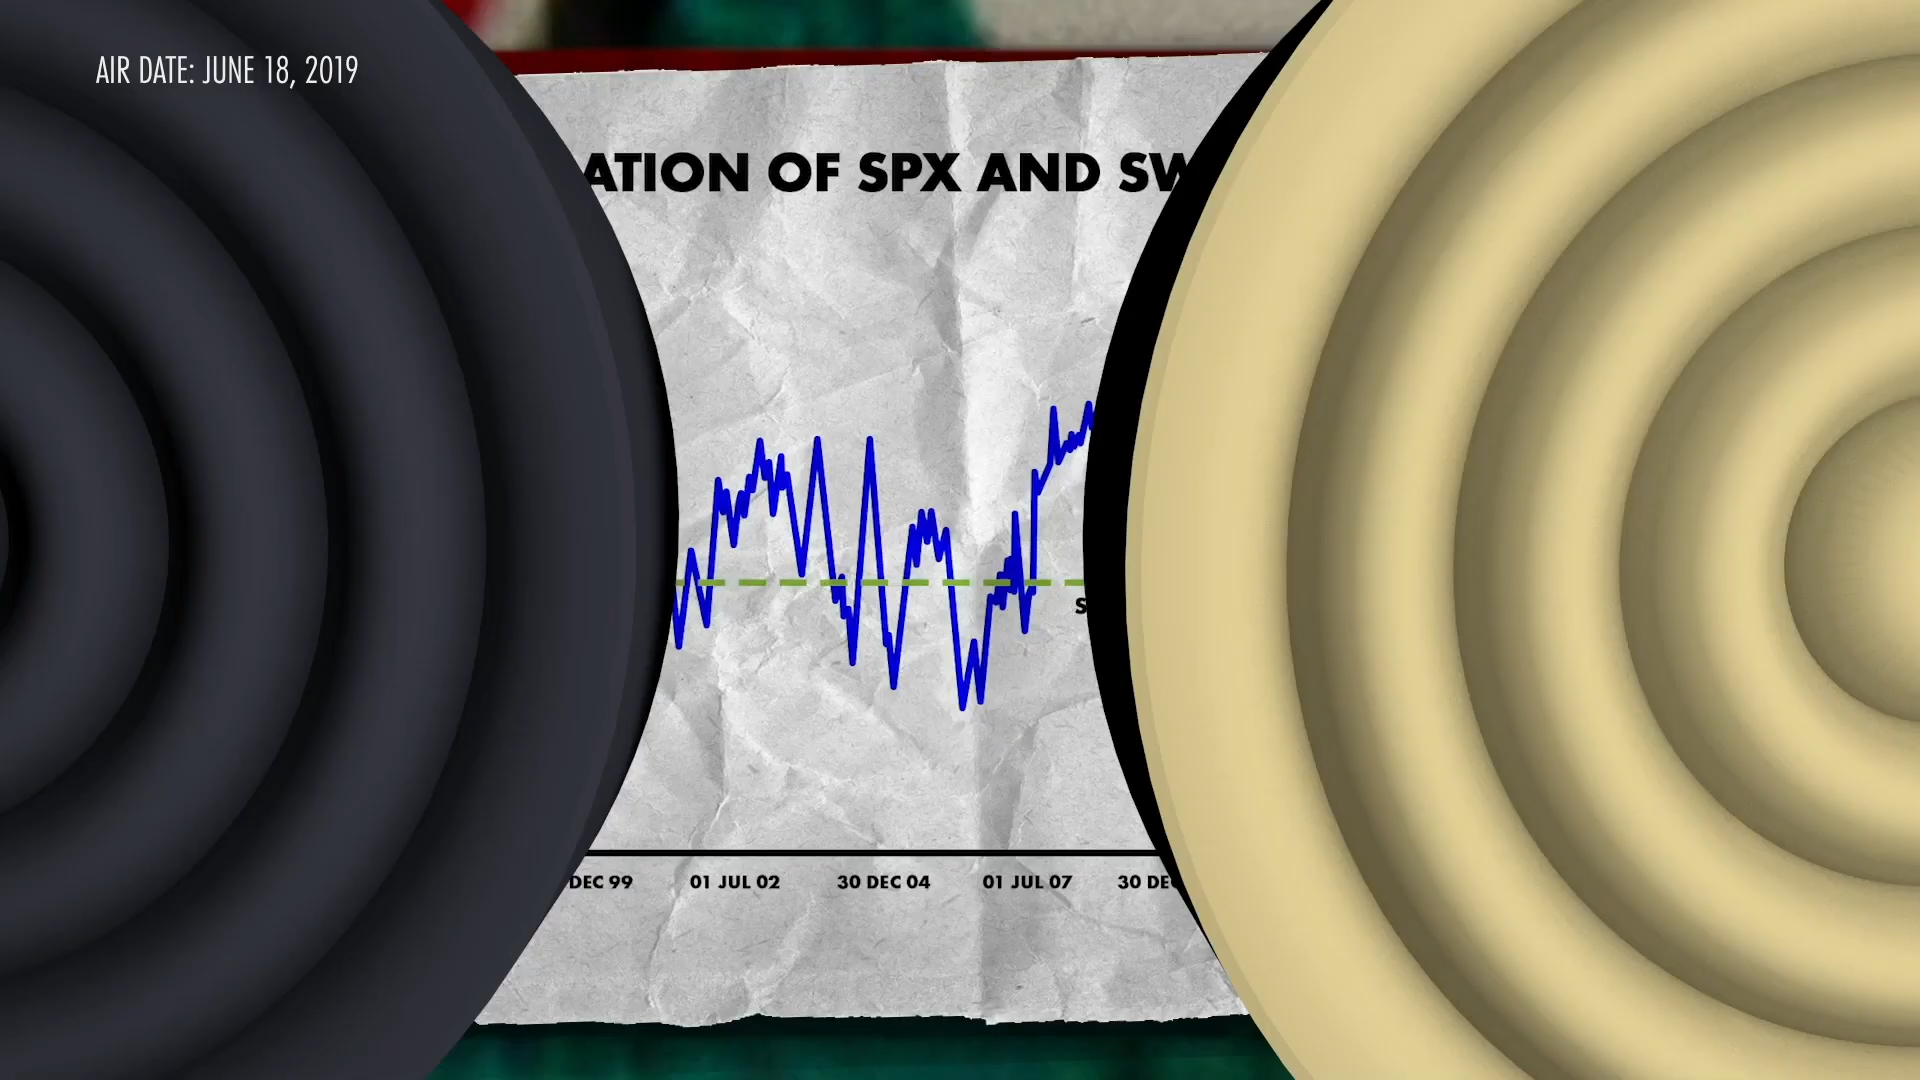 AIR DATE: JUNE 18, 2019
ATION OF SPX AND SW
S
DEC 99 01 JUL 02 30 DEC 04 01 JUL 07 30 DEC